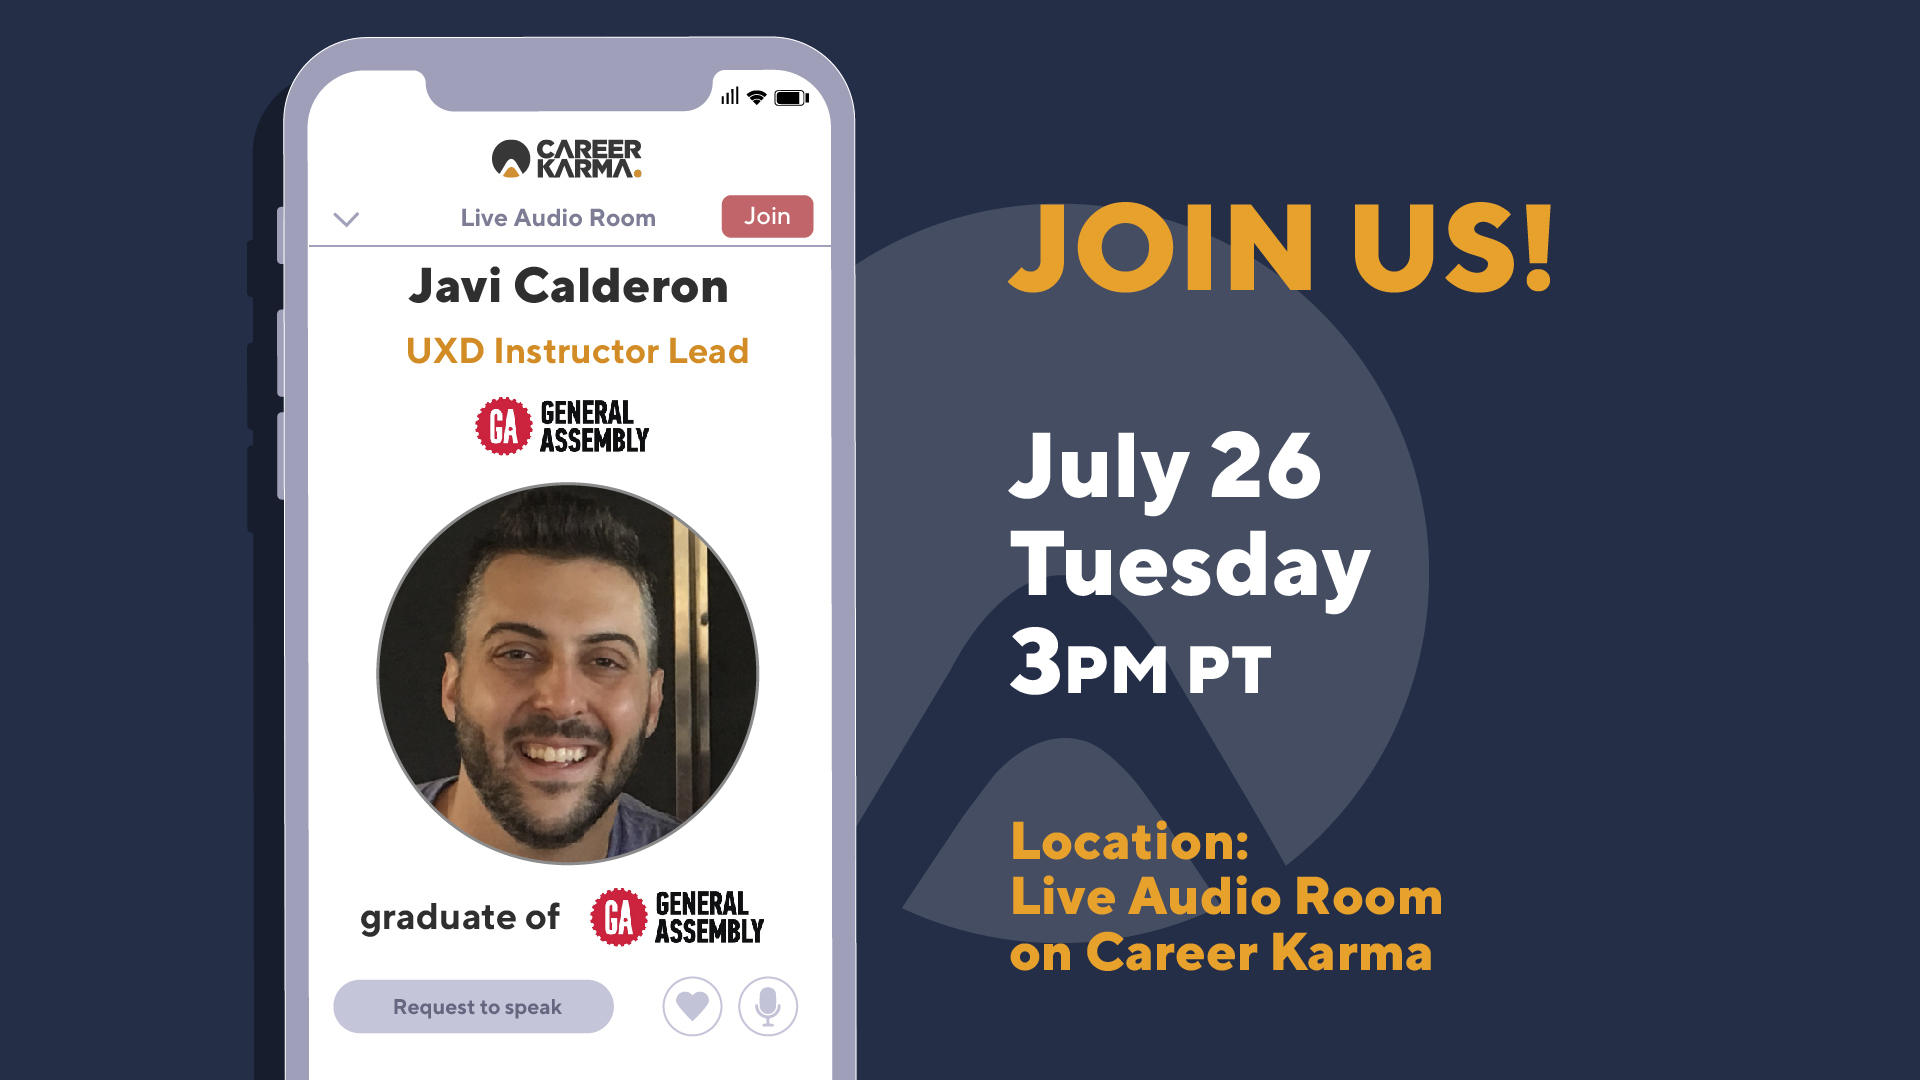 CAREER
KARMA.
Live Audio Room
Join
Javi Calderon
UXD Instructor Lead
GA GENERAL
ASSEMBLY
graduate of
GA GENERAL
ASSEMBLY
Request to speak
JOIN US!
July 26
Tuesday
3PM PT
Location:
Live Audio Room
on Career Karma